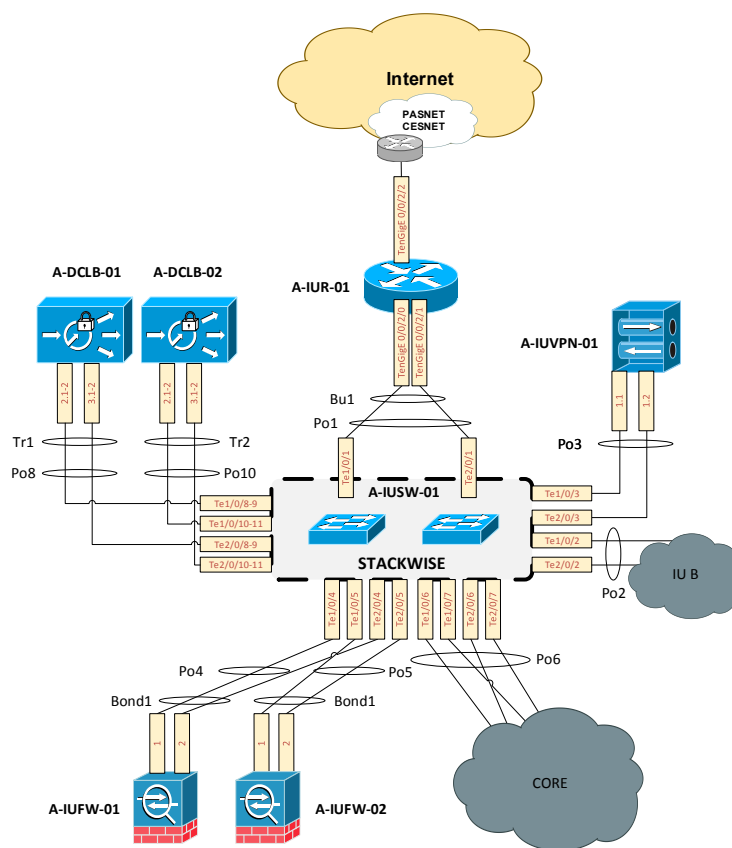 Internet
PASNET
CESNET
TenGigE 0/0/2/2
A-DCLB-01
A-DCLB-02
A-IUR-01
A-IUVPN-01
TenGigE 0/0/2/0
TenGigE 0/0/2/1
2.1-2
3.1-2
2.1-2
3.1-2
1.1
1.2
Bu1
Po1
Tr1
Tr2
Po3
Po8
Po10
Te1/0/1
Te2/0/1
A-IUSW-01
Te1/0/8-9
Te1/0/10-11
Te2/0/8-9
Te2/0/10-11
Te1/0/3
Te2/0/3
Te1/0/2
Te2/0/2
STACKWISE
IU B
Po2
Te1/0/4
Te1/0/5
Te2/0/4
Te2/0/5
Te1/0/6
Te1/0/7
Te2/0/6
Te2/0/7
Po4
Po5
Po6
Bond1
Bond1
1
2
1
2
CORE
A-IUFW-01
A-IUFW-02